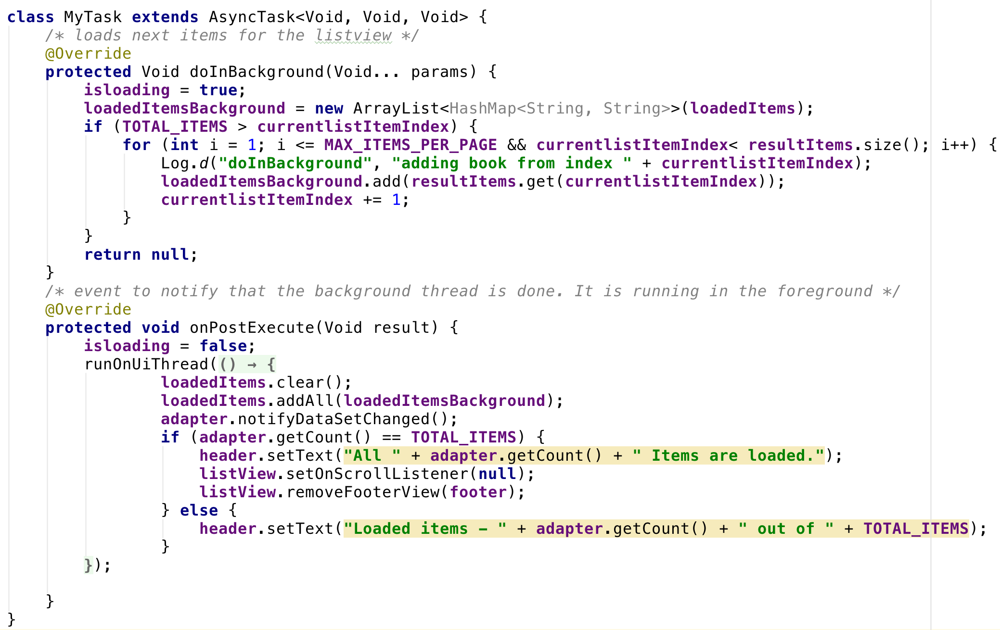 class MyTask extends AsyncTask<Void, Void, Void> {
/* loads next items for the listview */
@Override
protected Void doInBackground(Void... params) {
isloading = true;
loadedItemsBackground = new ArrayList<HashMap<String, String>>(loadedItems);
if (TOTAL_ITEMS > currentlistItemIndex) {
for (int i = 1; i <= MAX_ITEMS_PER_PAGE && currentlistItemIndex< resultItems.size(); i++) {
Log.d("doInBackground", "adding book from index " + currentlistItemIndex);
loadedItemsBackground.add(resultItems.get(currentlistItemIndex));
currentlistItemIndex += 1;
}
}
return null;
}
/* event to notify that the background thread is done. It is running in the foreground */
@Override
protected void onPostExecute(Void result) {
isloading = false;
runOnUiThread(() → {
loadedItems.clear();
loadedItems.addAll(loadedItemsBackground);
adapter.notifyDataSetChanged();
if (adapter.getCount() == TOTAL_ITEMS) {
header.setText("All " + adapter.getCount() + " Items are loaded.");
listView.setOnScrollListener(null);
listView.removeFooterView(footer);
} else {
header.setText("Loaded items - " + adapter.getCount() + " out of " + TOTAL_ITEMS);
}
});
}
}